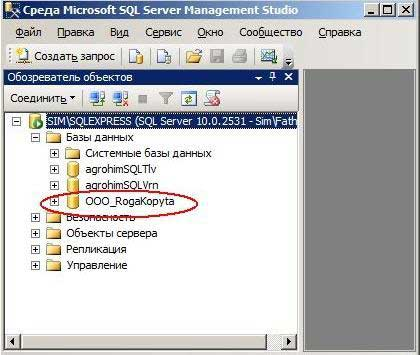 Среда Microsoft SQL Server Management Studio
Файл Правка Вид Сервис Окно Сообщество Справка
Создать запрос
Обозреватель объектов
Соединить
SIM\SQLEXPRESS (SQL Server 10.0.2531 - Sim\Fath
Базы данных
Системные базы данных
agrohimSQLTlv
agrohimSQLVrn
OOO_RogaKopyta
Безопасность
Объекты сервера
Репликация
Управление